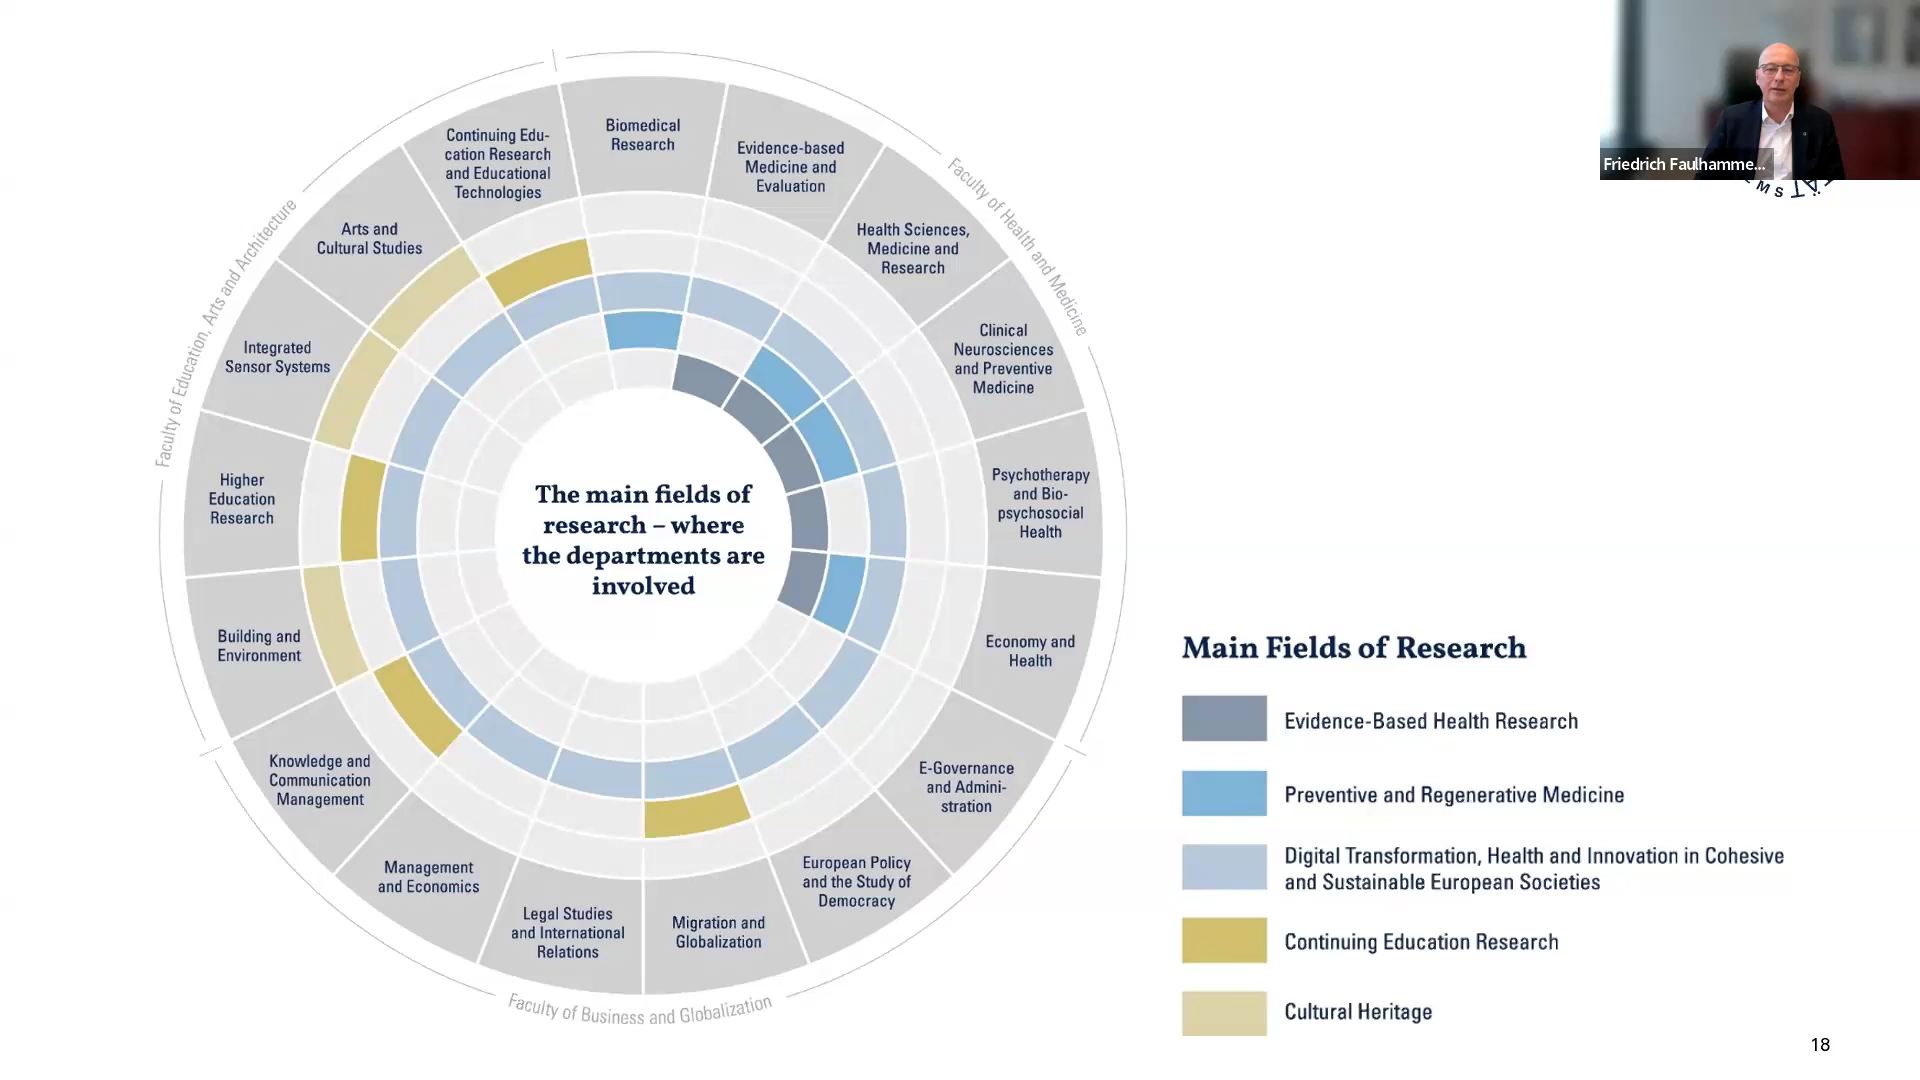 Friedrich Faulhamme...
Faculty of Education, Arts and Architecture
Faculty of Health and Medicine
Faculty of Business and Globalization
Biomedical
Research
Evidence-based
Medicine and
Evaluation
Health Sciences,
Medicine and
Research
Clinical
Neurosciences
and Preventive
Medicine
Psychotherapy
and Bio-
psychosocial
Health
Economy and
Health
E-Governance
and Admini-
stration
European Policy
and the Study of
Democracy
Migration and
Globalization
Legal Studies
and International
Relations
Management
and Economics
Knowledge and
Communication
Management
Building and
Environment
Higher
Education
Research
Integrated
Sensor Systems
Arts and
Cultural Studies
Continuing Edu-
cation Research
and Educational
Technologies
The main fields of
research – where
the departments are
involved
Main Fields of Research
Evidence-Based Health Research
Preventive and Regenerative Medicine
Digital Transformation, Health and Innovation in Cohesive
and Sustainable European Societies
Continuing Education Research
Cultural Heritage
18